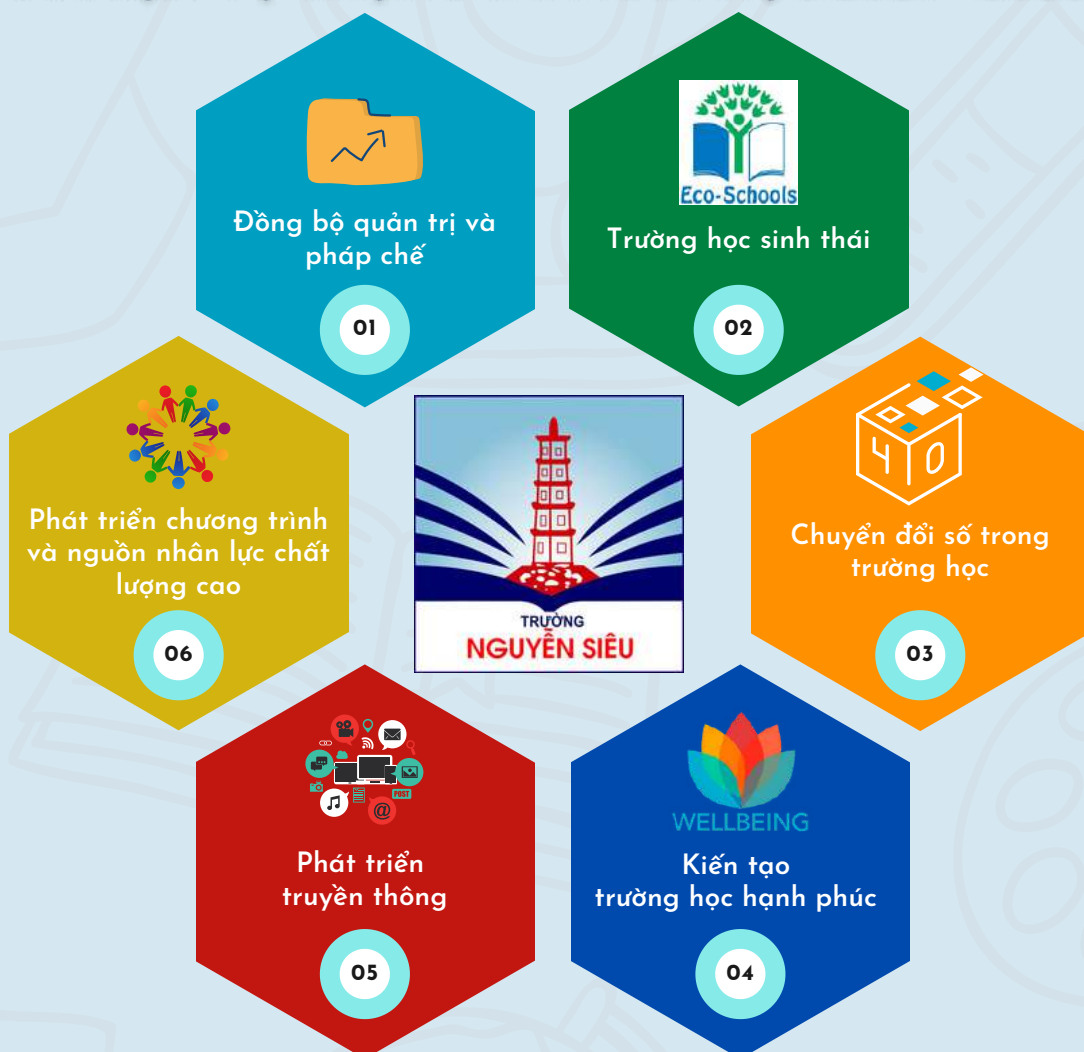 Eco-Schools
Đồng bộ quản trị và
pháp chế
01
Trường học sinh thái
02
4 0
Chuyển đổi số trong
trường học
03
Phát triển chương trình
và nguồn nhân lực chất
lượng cao
06
TRƯỜNG
NGUYỄN SIÊU
POST
@
Phát triển
truyền thông
05
WELLBEING
Kiến tạo
trường học hạnh phúc
04